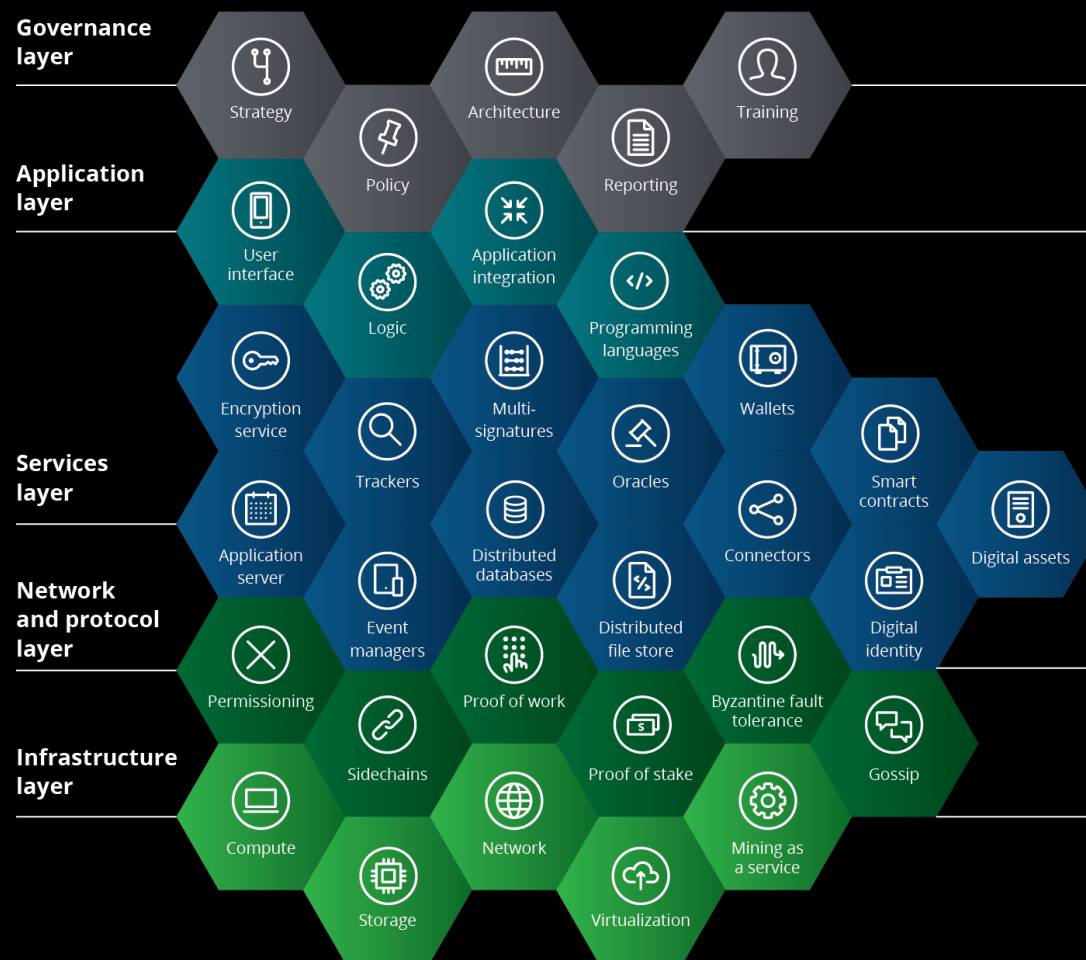 Governance
layer
Strategy
Architecture
Training
Policy
Reporting
Application
layer
User
interface
Application
integration
Logic
Programming
languages
Services
layer
Encryption
service
Multi-
signatures
Wallets
Trackers
Oracles
Smart
contracts
Application
server
Distributed
databases
Connectors
Digital assets
Event
managers
Distributed
file store
Digital
identity
Network
and protocol
layer
Permissioning
Proof of work
Byzantine fault
tolerance
Sidechains
$
Proof of stake
Gossip
Infrastructure
layer
Compute
Network
Mining as
a service
Storage
Virtualization